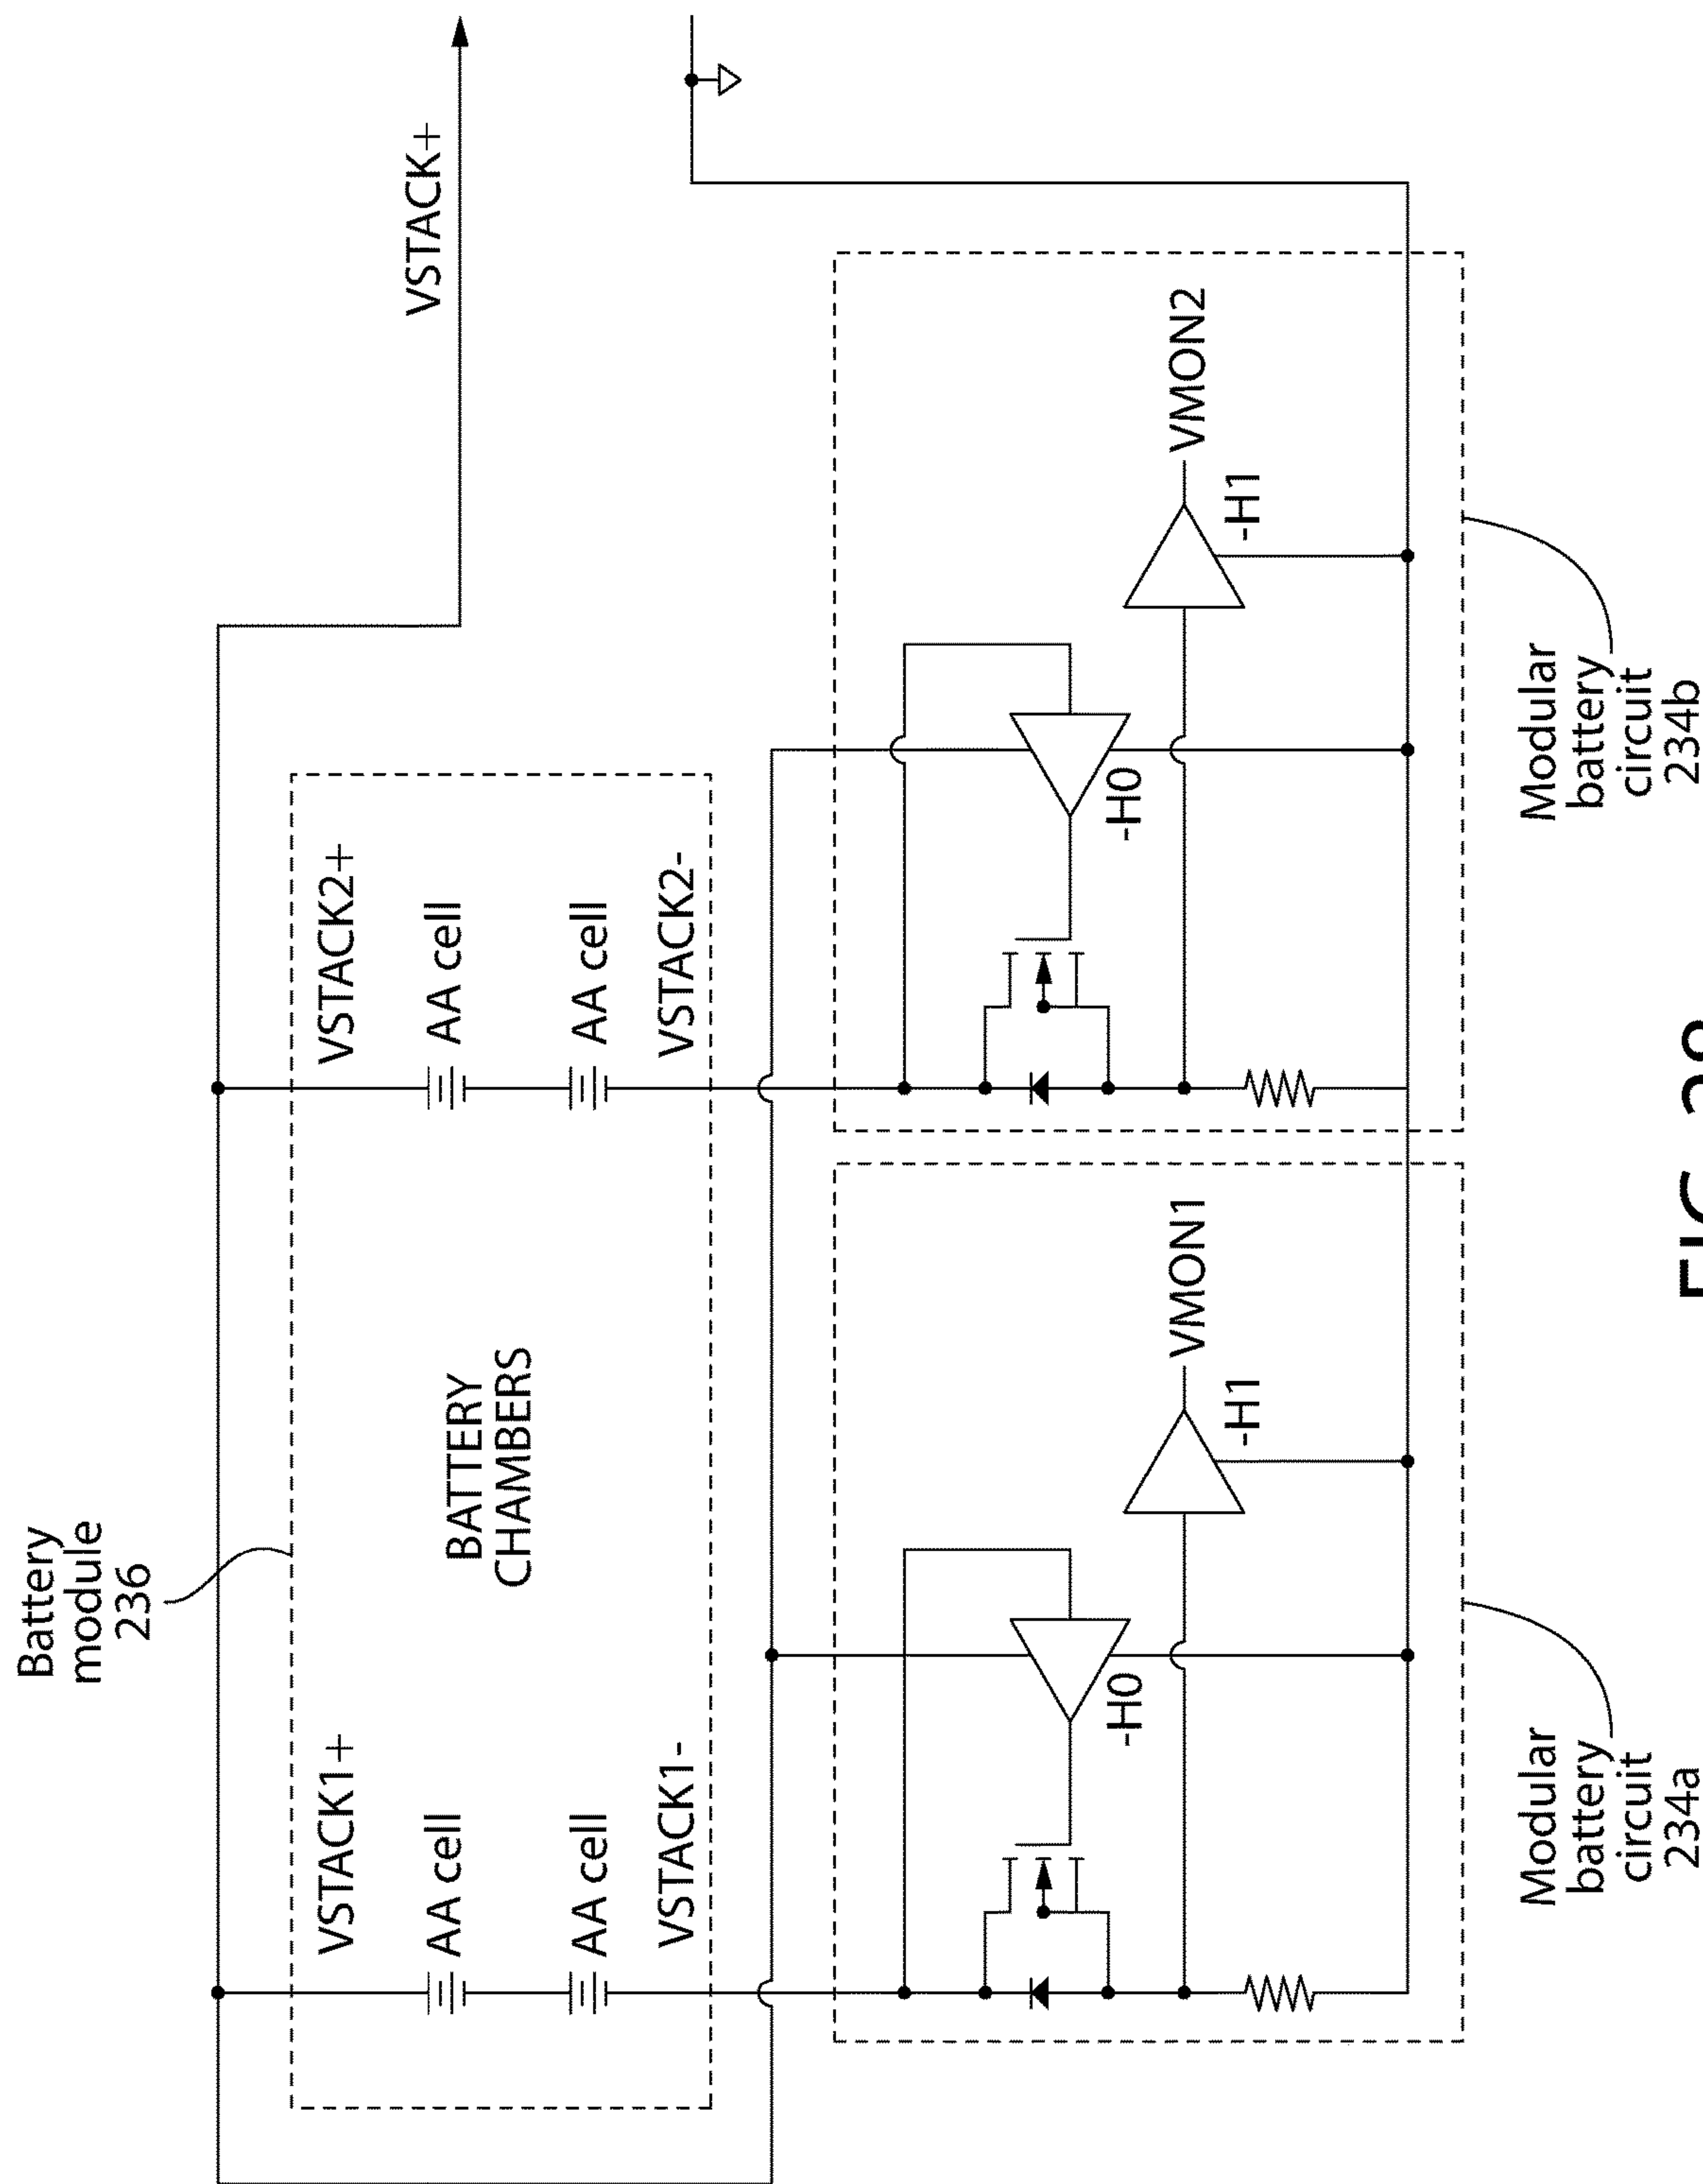 Battery
module
236
VSTACK1+
VSTACK2+
VSTACK+
AA cell
BATTERY
CHAMBERS
AA cell
AA cell
AA cell
VSTACK1-
VSTACK2-
-H0
VMON1
-H1
-H0
VMON2
-H1
Modular
battery
circuit
234a
Modular
battery
circuit
234b